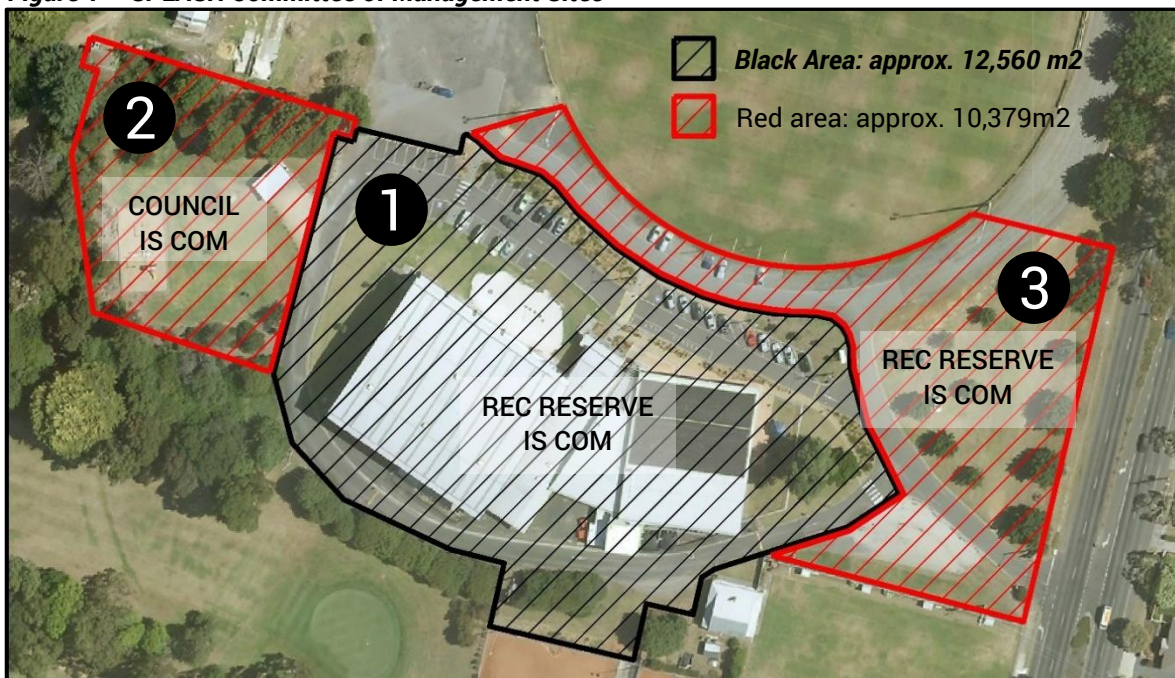 Black Area: approx. 12,560 m2
Red area: approx. 10,379m2
2
COUNCIL
IS COM
1
3
REC RESERVE
IS COM
REC RESERVE
IS COM